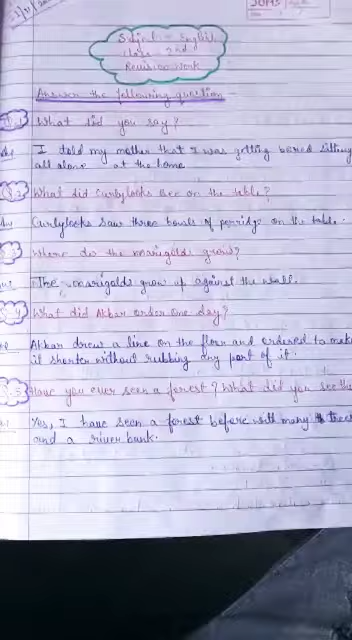 Subject - English
Class - 2nd
Revision Work
Answer the following question
Q.1 What did you say?
Ans I told my mother that I was getting bored sitting
all alone at the home
Q.2 What did Curlylocks see on the table?
Ans Curlylocks saw three bowls of porridge on the table.
Where do the marigolds grow?
The marigolds grow up against the wall.
What did Akbar order one day?
Akbar drew a line on the floor and ordered to make
it shorter without rubbing any part of it.
Have you ever seen a forest? What did you see
Yes, I have seen a forest before with many trees
and a river bank.